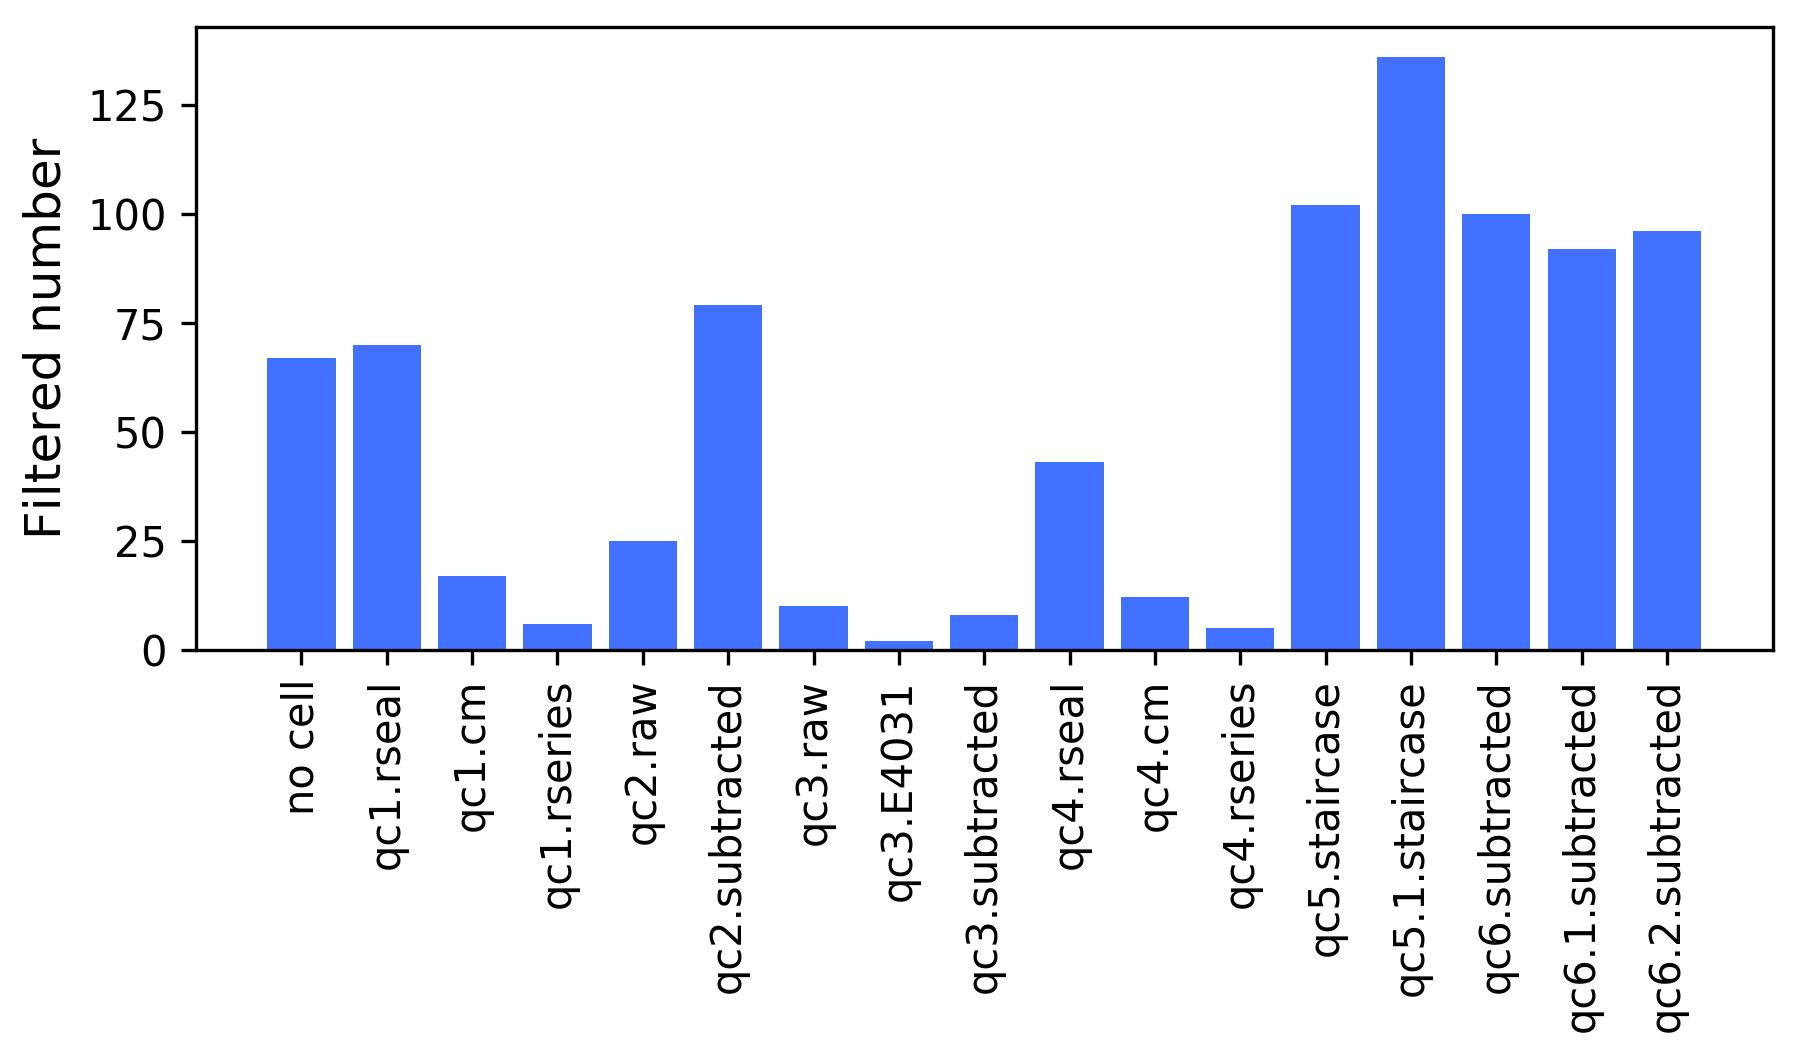 Filtered number
125
100
75
50
25
0
no cell
qc1.rseal
qc1.cm
qc1.rseries
qc2.raw
qc2.subtracted
qc3.raw
qc3.E4031
qc3.subtracted
qc4.rseal
qc4.cm
qc4.rseries
qc5.staircase
qc5.1.staircase
qc6.subtracted
qc6.1.subtracted
qc6.2.subtracted